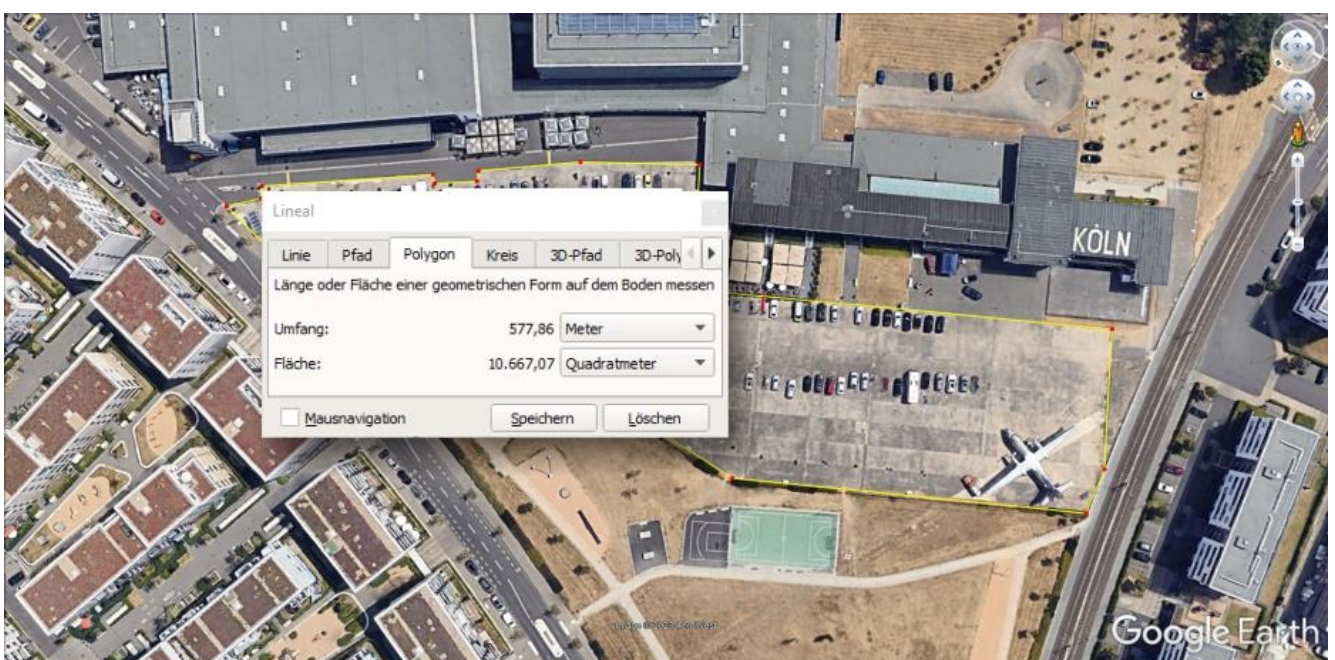 Lineal
Linie Pfad Polygon Kreis 3D-Pfad 3D-Poly
Länge oder Fläche einer geometrischen Form auf dem Boden messen
Umfang: 577,86 Meter
Fläche: 10.667,07 Quadratmeter
Mausnavigation Speichern Löschen
KÖLN
Google Earth